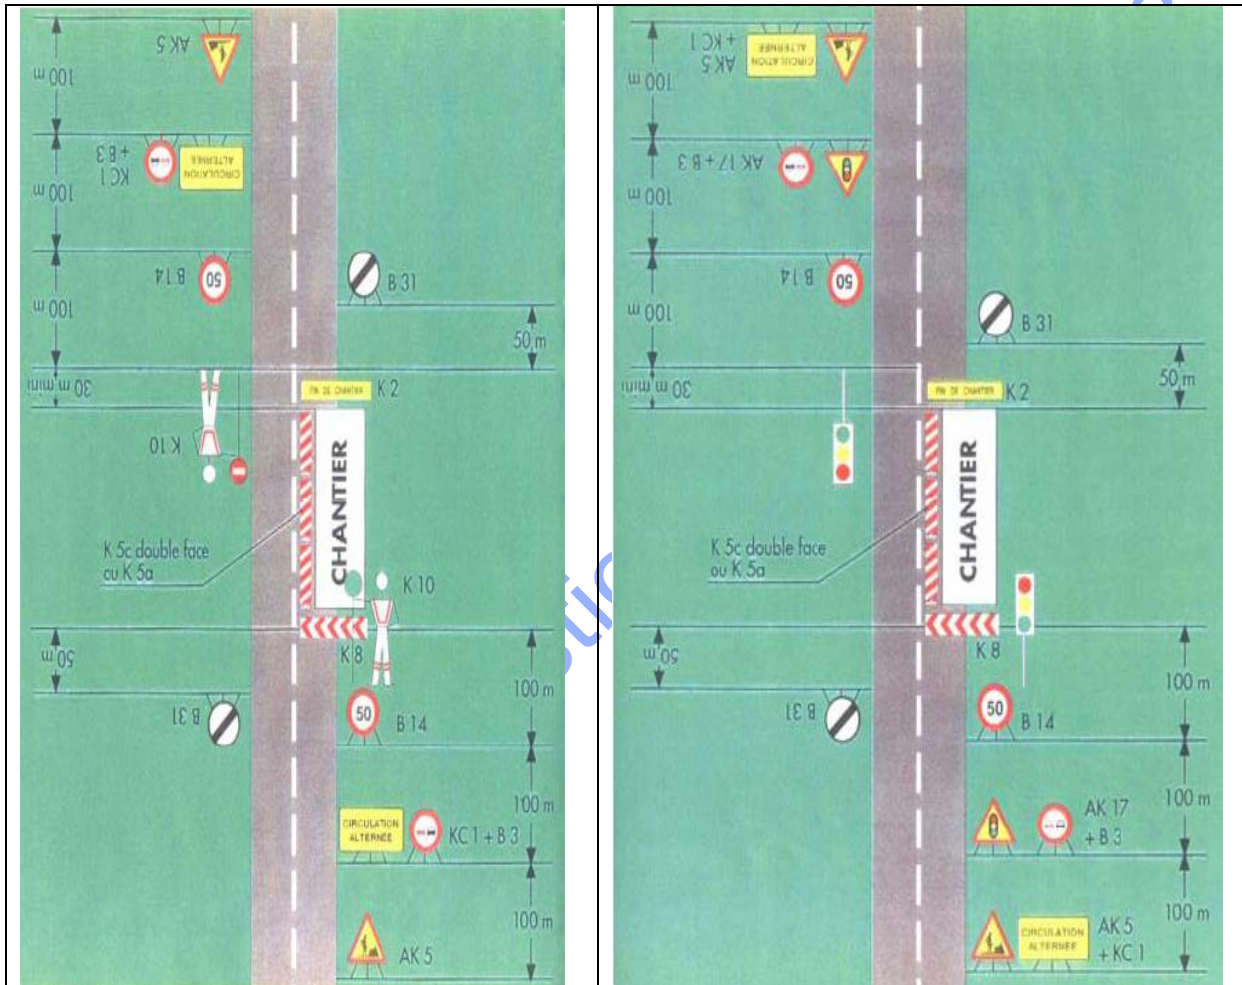 AK 5
100 m
KC 1
+ B 3
CIRCULATION
ALTERNÉE
100 m
B 14
50
100 m
B 31
50 m
30 m mini
K 2
FIN DE CHANTIER
K 10
CHANTIER
K 5c double face
ou K 5a
K 10
K 8
50 m
B 31
50
B 14
100 m
CIRCULATION
ALTERNÉE
KC 1 + B 3
100 m
AK 5
100 m
AK 5
+ KC 1
CIRCULATION
ALTERNÉE
100 m
AK 17 + B 3
100 m
B 14
50
100 m
B 31
50 m
30 m mini
K 2
FIN DE CHANTIER
CHANTIER
K 5c double face
ou K 5a
K 8
50 m
B 31
50
B 14
100 m
AK 17
+ B 3
100 m
CIRCULATION
ALTERNÉE
AK 5
+ KC 1
100 m